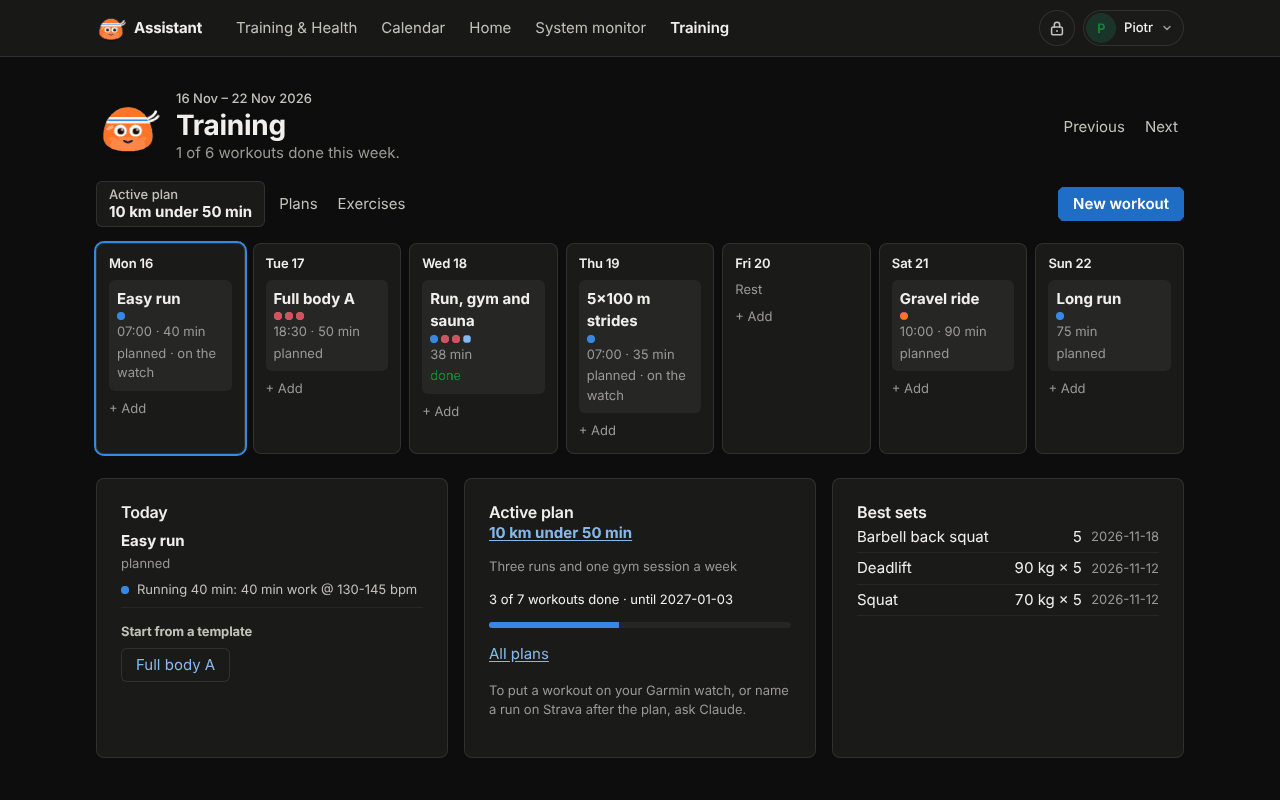 Assistant
Training & Health
Calendar
Home
System monitor
Training
P
Piotr
16 Nov – 22 Nov 2026
Training
1 of 6 workouts done this week.
Previous
Next
Active plan
10 km under 50 min
Plans
Exercises
New workout
Mon 16
Easy run
07:00 · 40 min
planned · on the
watch
+ Add
Tue 17
Full body A
18:30 · 50 min
planned
+ Add
Wed 18
Run, gym and
sauna
38 min
done
+ Add
Thu 19
5×100 m
strides
07:00 · 35 min
planned · on the
watch
+ Add
Fri 20
Rest
+ Add
Sat 21
Gravel ride
10:00 · 90 min
planned
+ Add
Sun 22
Long run
75 min
planned
+ Add
Today
Easy run
planned
Running 40 min: 40 min work @ 130-145 bpm
Start from a template
Full body A
Active plan
10 km under 50 min
Three runs and one gym session a week
3 of 7 workouts done · until 2027-01-03
All plans
To put a workout on your Garmin watch, or name
a run on Strava after the plan, ask Claude.
Best sets
Barbell back squat 5 2026-11-18
Deadlift 90 kg × 5 2026-11-12
Squat 70 kg × 5 2026-11-12